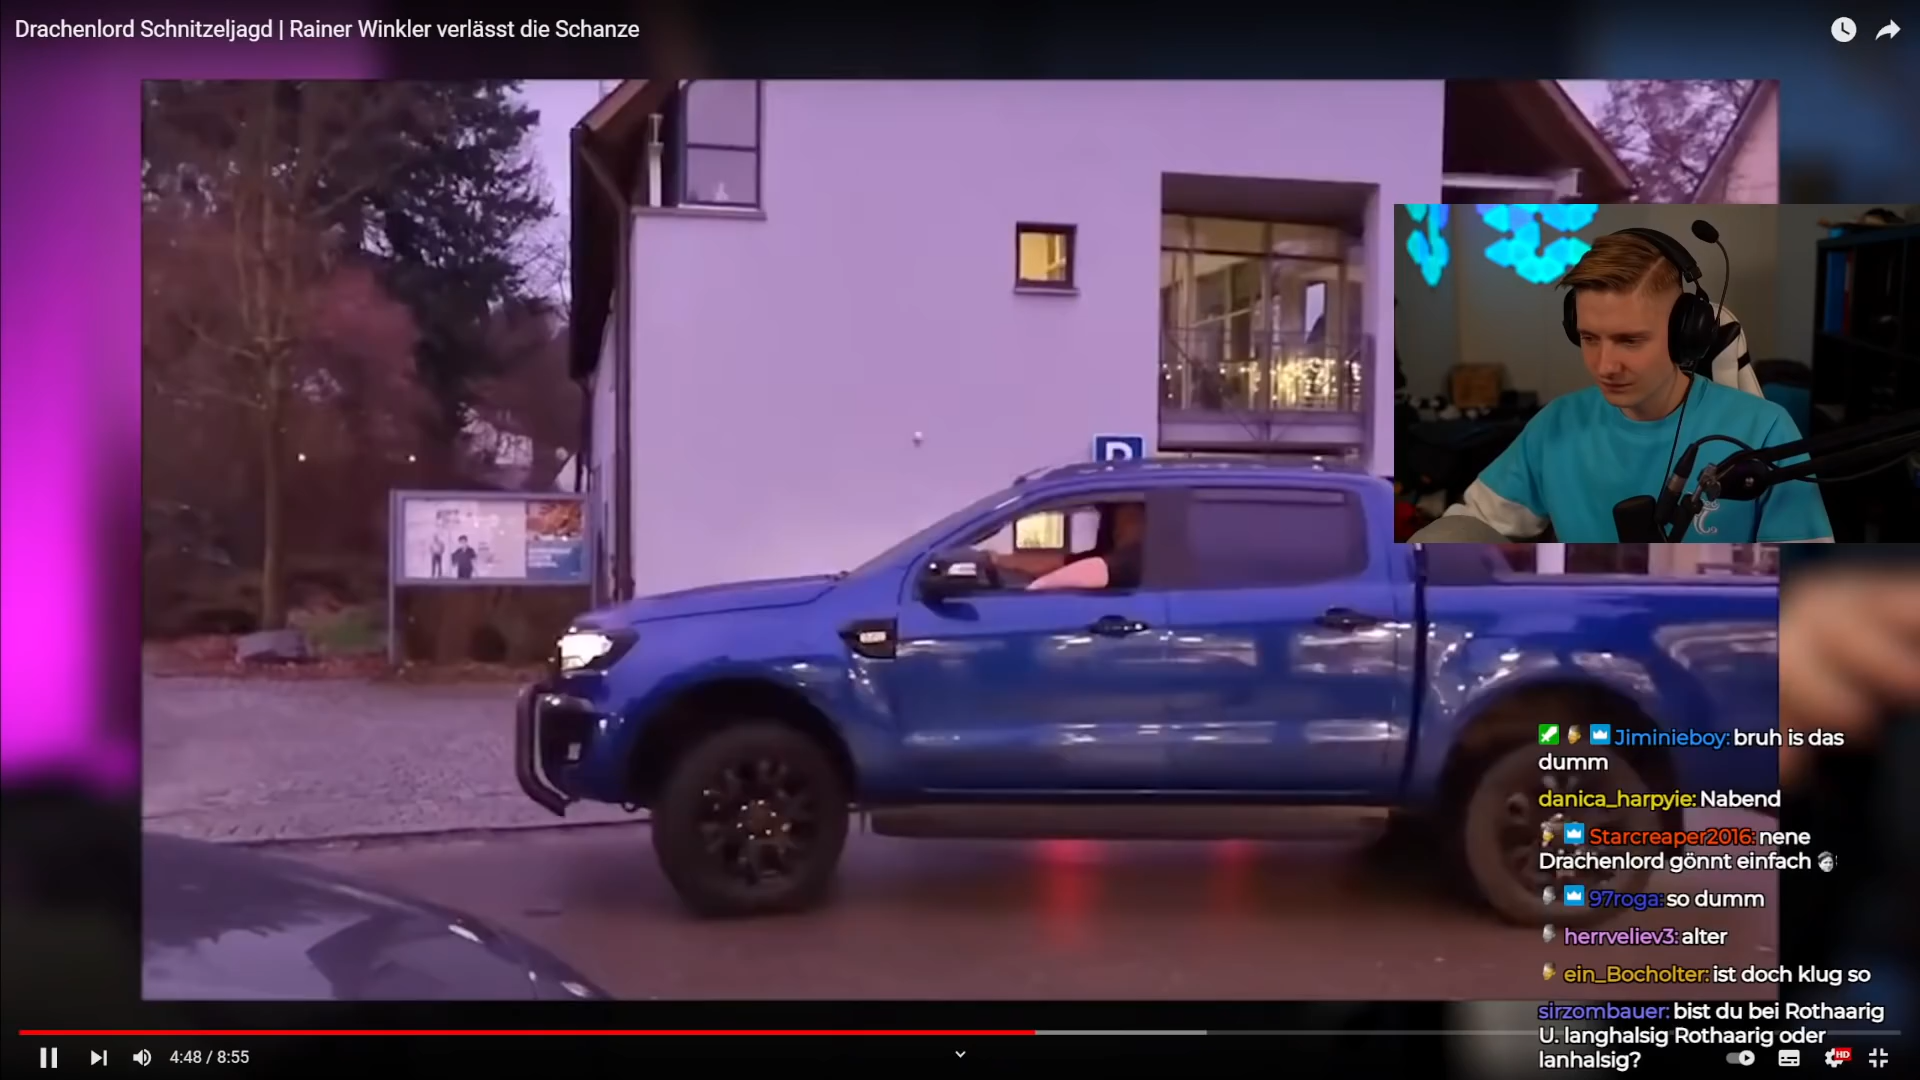 Drachenlord Schnitzeljagd | Rainer Winkler verlässt die Schanze
P
Jiminieboy: bruh is das
dumm
danica_harpyie: Nabend
Starcreaper2016: nene
Drachenlord gönnt einfach
97roga: so dumm
herrveliev3: alter
ein_Bocholter: ist doch klug so
sirzombauer: bist du bei Rothaarig
U. langhalsig Rothaarig oder
lanhalsig?
4:48 / 8:55
HD